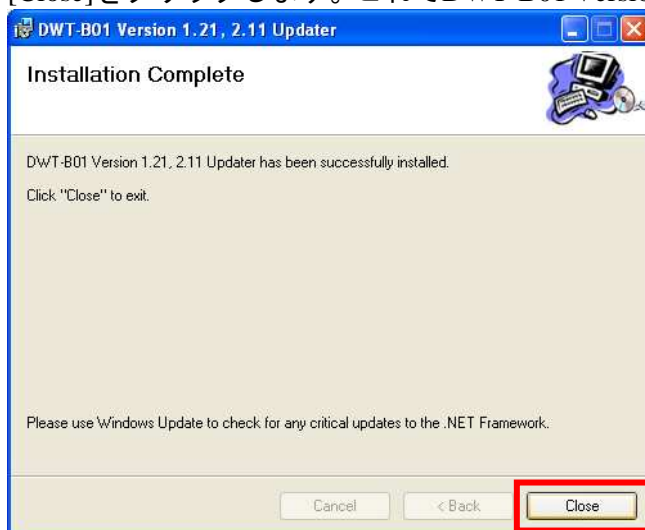 [Close]をクリックします。これでDWT-B01 Versio
DWT-B01 Version 1.21, 2.11 Updater
Installation Complete
DWT-B01 Version 1.21, 2.11 Updater has been successfully installed.
Click "Close" to exit.
Please use Windows Update to check for any critical updates to the .NET Framework.
Cancel < Back Close